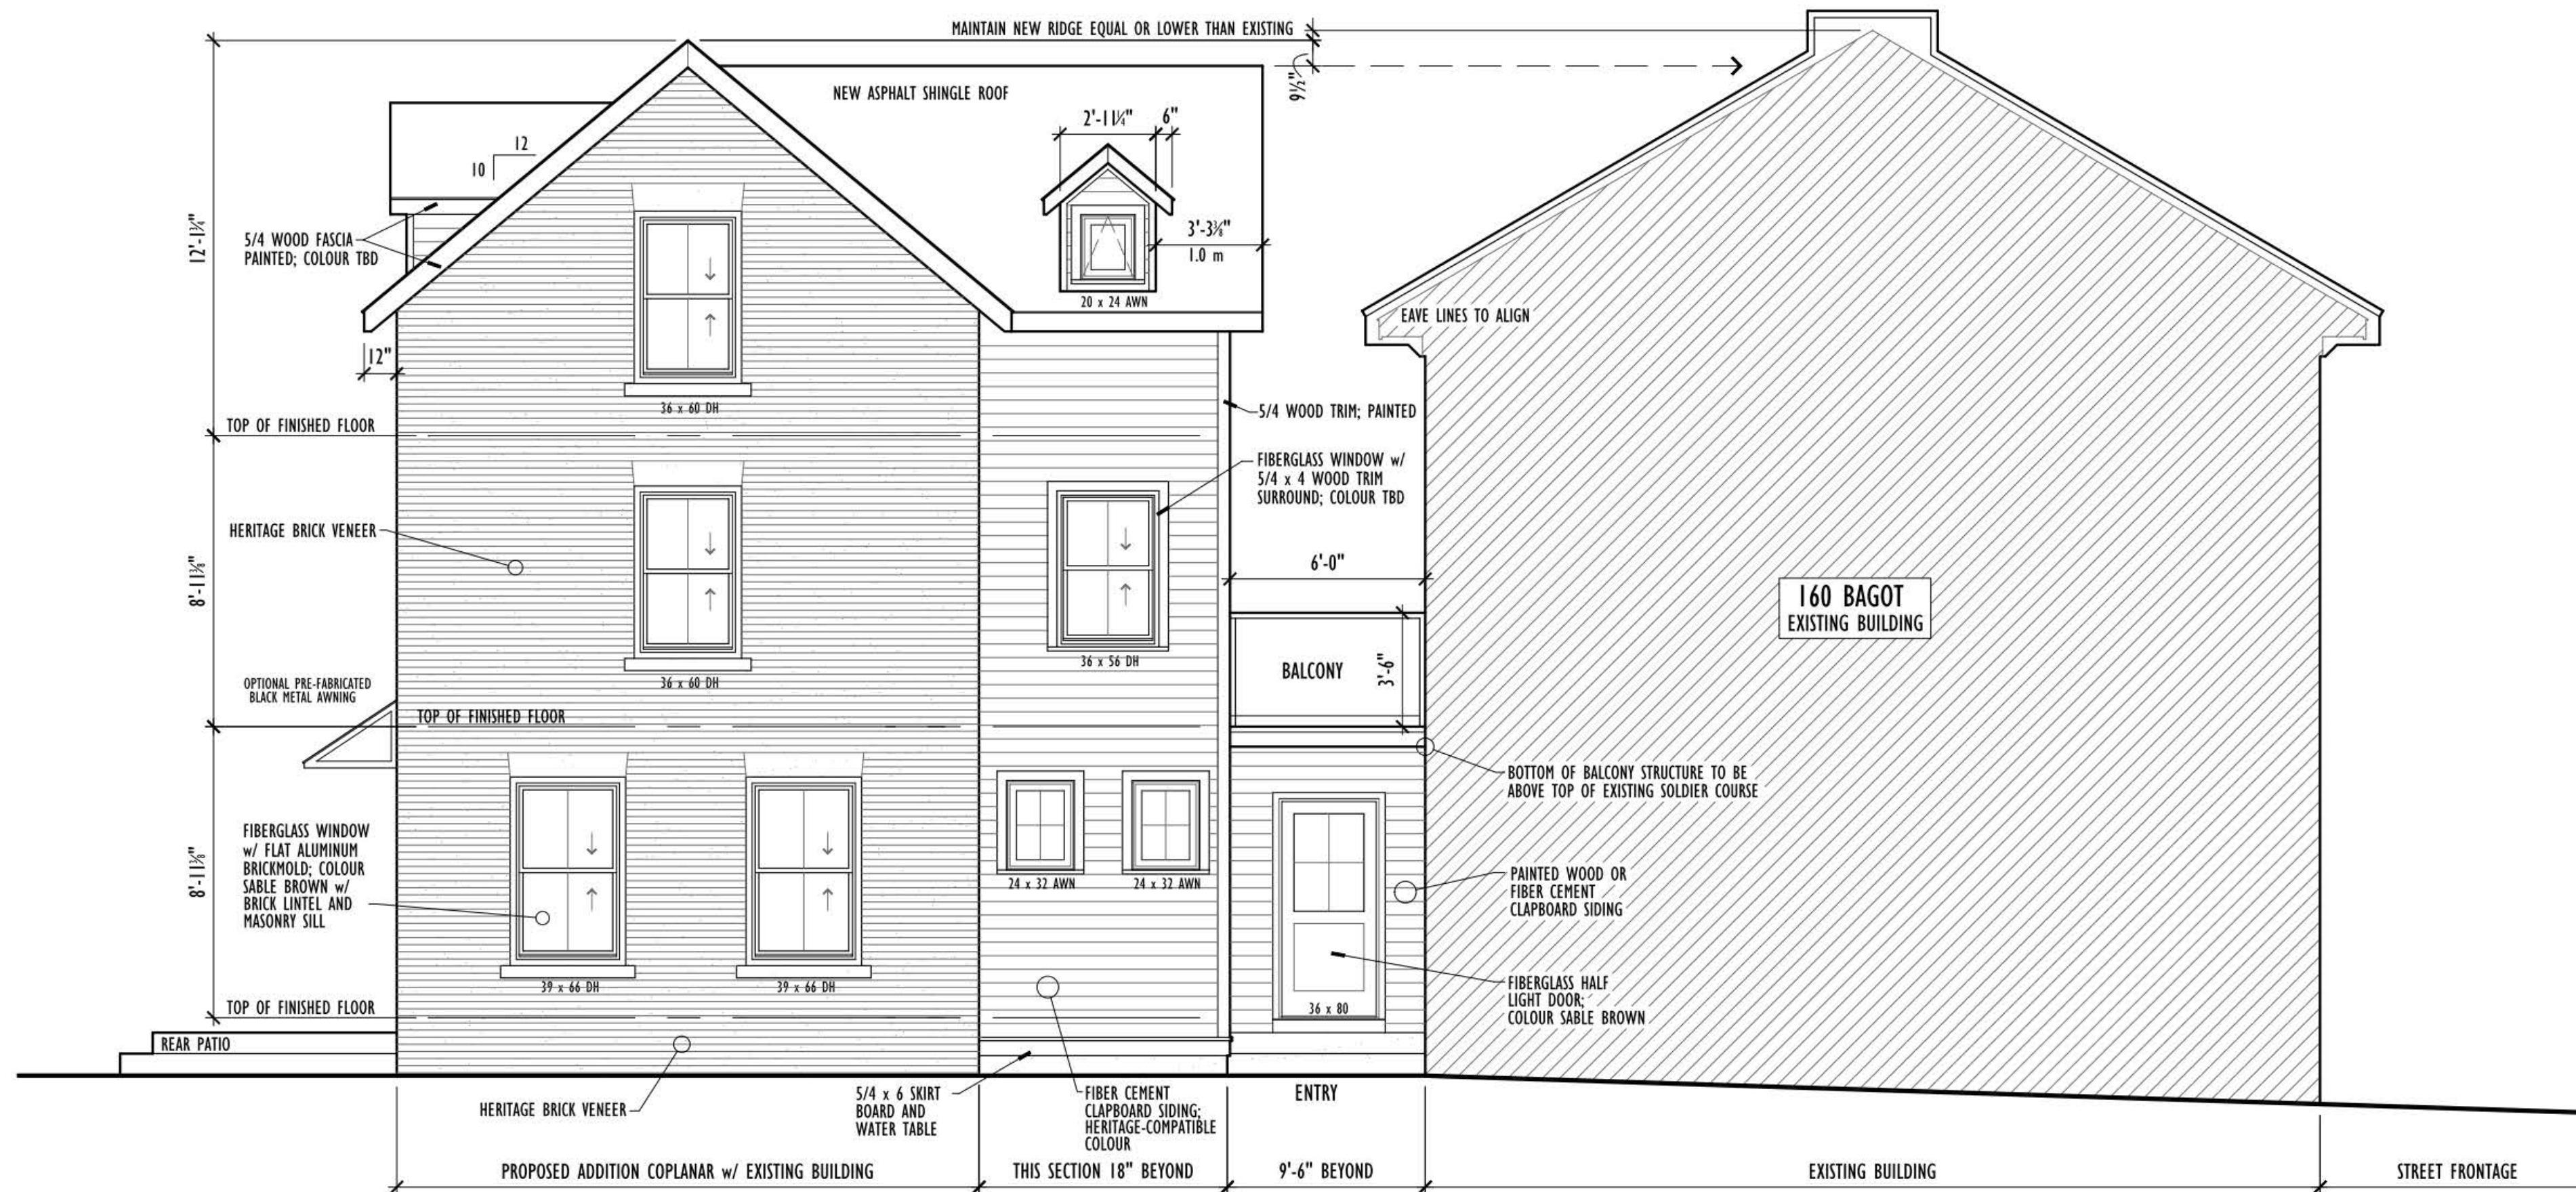 MAINTAIN NEW RIDGE EQUAL OR LOWER THAN EXISTING
9½"
NEW ASPHALT SHINGLE ROOF
2'-11¼"
6"
12
10
12'-1¼"
5/4 WOOD FASCIA
PAINTED; COLOUR TBD
3'-3⅜"
1.0 m
20 x 24 AWN
EAVE LINES TO ALIGN
12"
36 x 60 DH
TOP OF FINISHED FLOOR
5/4 WOOD TRIM; PAINTED
FIBERGLASS WINDOW w/
5/4 x 4 WOOD TRIM
SURROUND; COLOUR TBD
HERITAGE BRICK VENEER
8'-11⅜"
6'-0"
160 BAGOT
EXISTING BUILDING
36 x 60 DH
36 x 56 DH
BALCONY
3'-6"
OPTIONAL PRE-FABRICATED
BLACK METAL AWNING
TOP OF FINISHED FLOOR
BOTTOM OF BALCONY STRUCTURE TO BE
ABOVE TOP OF EXISTING SOLDIER COURSE
FIBERGLASS WINDOW
w/ FLAT ALUMINUM
BRICKMOLD; COLOUR
SABLE BROWN w/
BRICK LINTEL AND
MASONRY SILL
8'-11⅜"
24 x 32 AWN
24 x 32 AWN
PAINTED WOOD OR
FIBER CEMENT
CLAPBOARD SIDING
39 x 66 DH
39 x 66 DH
FIBERGLASS HALF
LIGHT DOOR;
COLOUR SABLE BROWN
36 x 80
TOP OF FINISHED FLOOR
REAR PATIO
HERITAGE BRICK VENEER
5/4 x 6 SKIRT
BOARD AND
WATER TABLE
FIBER CEMENT
CLAPBOARD SIDING;
HERITAGE-COMPATIBLE
COLOUR
ENTRY
PROPOSED ADDITION COPLANAR w/ EXISTING BUILDING
THIS SECTION 18" BEYOND
9'-6" BEYOND
EXISTING BUILDING
STREET FRONTAGE